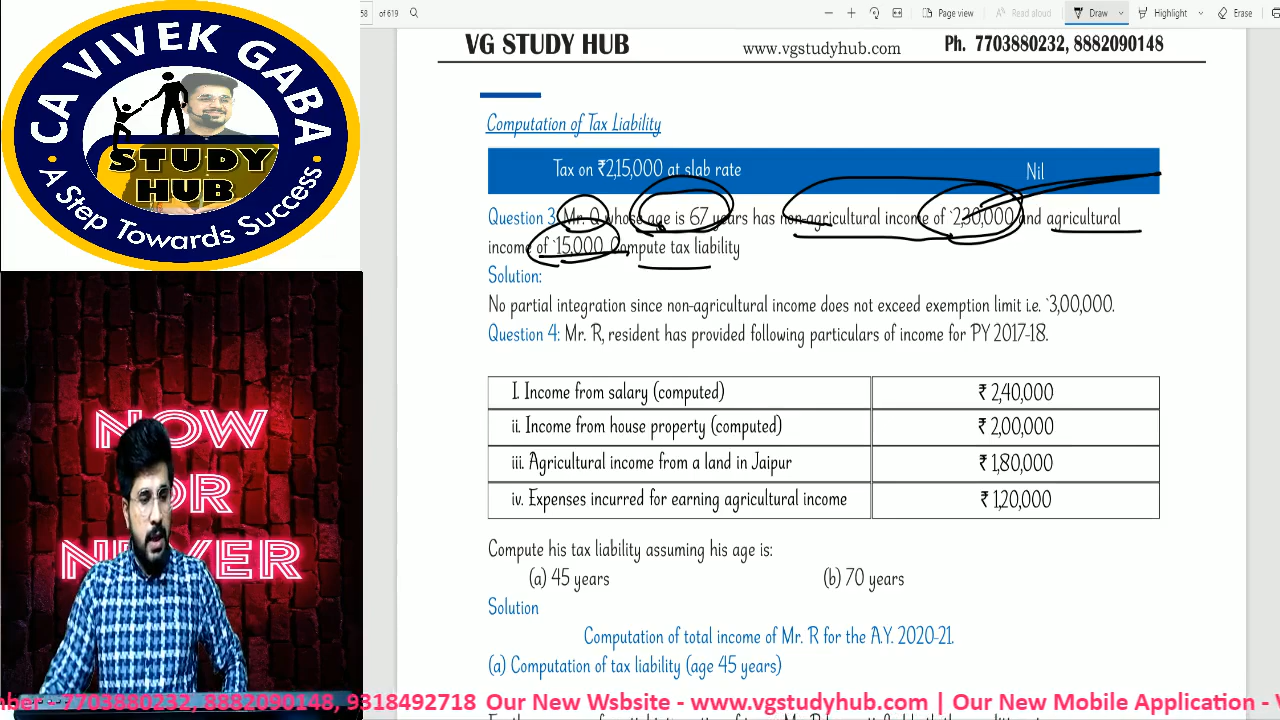 58 of 619 Page view Read aloud Draw Highlight Erase
CA VIVEK GABA
STUDY
HUB
A Step Towards Success
VG STUDY HUB www.vgstudyhub.com Ph. 7703880232, 8882090148
Computation of Tax Liability
Tax on ₹2,15,000 at slab rate Nil
Question 3: Mr. Q whose age is 67 years has non-agricultural income of `2,30,000 and agricultural
income of `15,000. Compute tax liability
Solution:
No partial integration since non-agricultural income does not exceed exemption limit i.e. `3,00,000.
Question 4: Mr. R, resident has provided following particulars of income for PY 2017-18.
I. Income from salary (computed) ₹ 2,40,000
ii. Income from house property (computed) ₹ 2,00,000
iii. Agricultural income from a land in Jaipur ₹ 1,80,000
iv. Expenses incurred for earning agricultural income ₹ 1,20,000
Compute his tax liability assuming his age is:
(a) 45 years (b) 70 years
Solution
Computation of total income of Mr. R for the A.Y. 2020-21.
(a) Computation of tax liability (age 45 years)
NOW
OR
NEVER
- 7703880232, 8882090148, 9318492718 Our New Wsbsite - www.vgstudyhub.com | Our New Mobile Application -